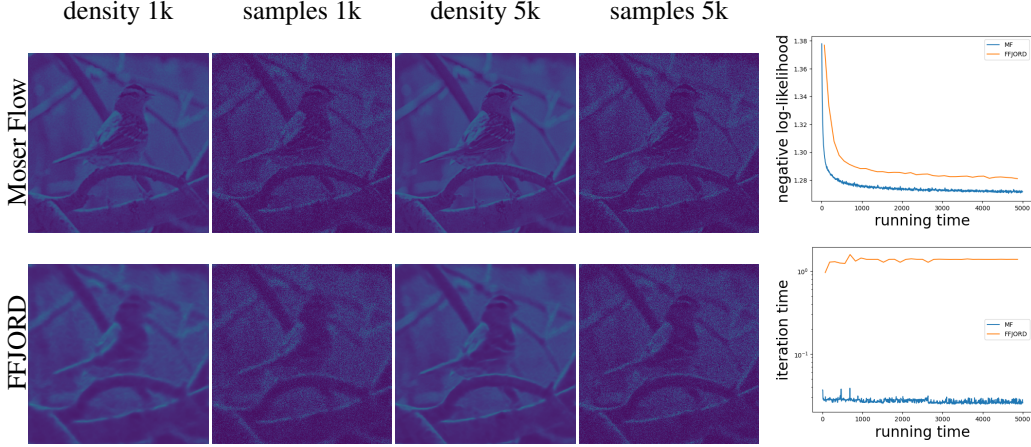 density 1k samples 1k density 5k samples 5k
Moser Flow
FFJORD
negative log-likelihood
1.38
1.36
1.34
1.32
1.30
1.28
MF
FFJORD
0 1000 2000 3000 4000 5000
running time
iteration time
10⁰
10⁻¹
MF
FFJORD
0 1000 2000 3000 4000 5000
running time